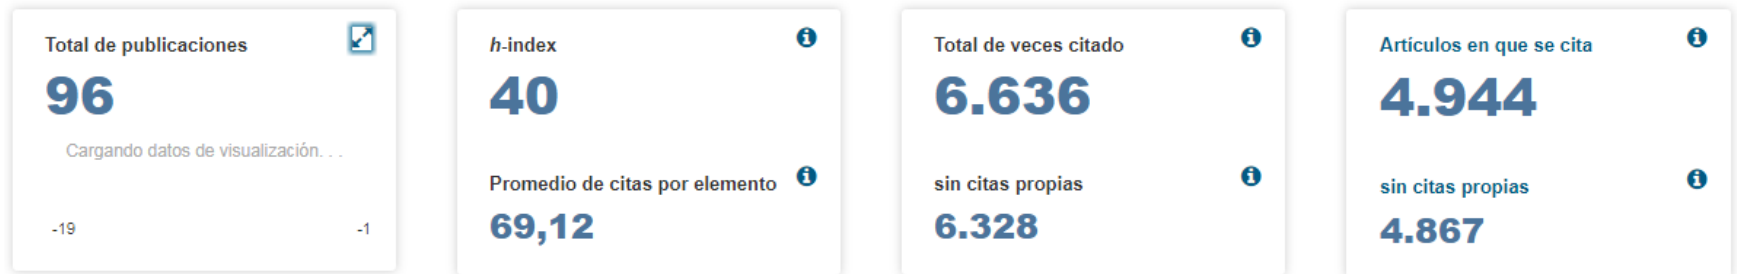 Total de publicaciones
96
Cargando datos de visualización. . .
-19 -1
h-index
40
Promedio de citas por elemento
69,12
Total de veces citado
6.636
sin citas propias
6.328
Artículos en que se cita
4.944
sin citas propias
4.867